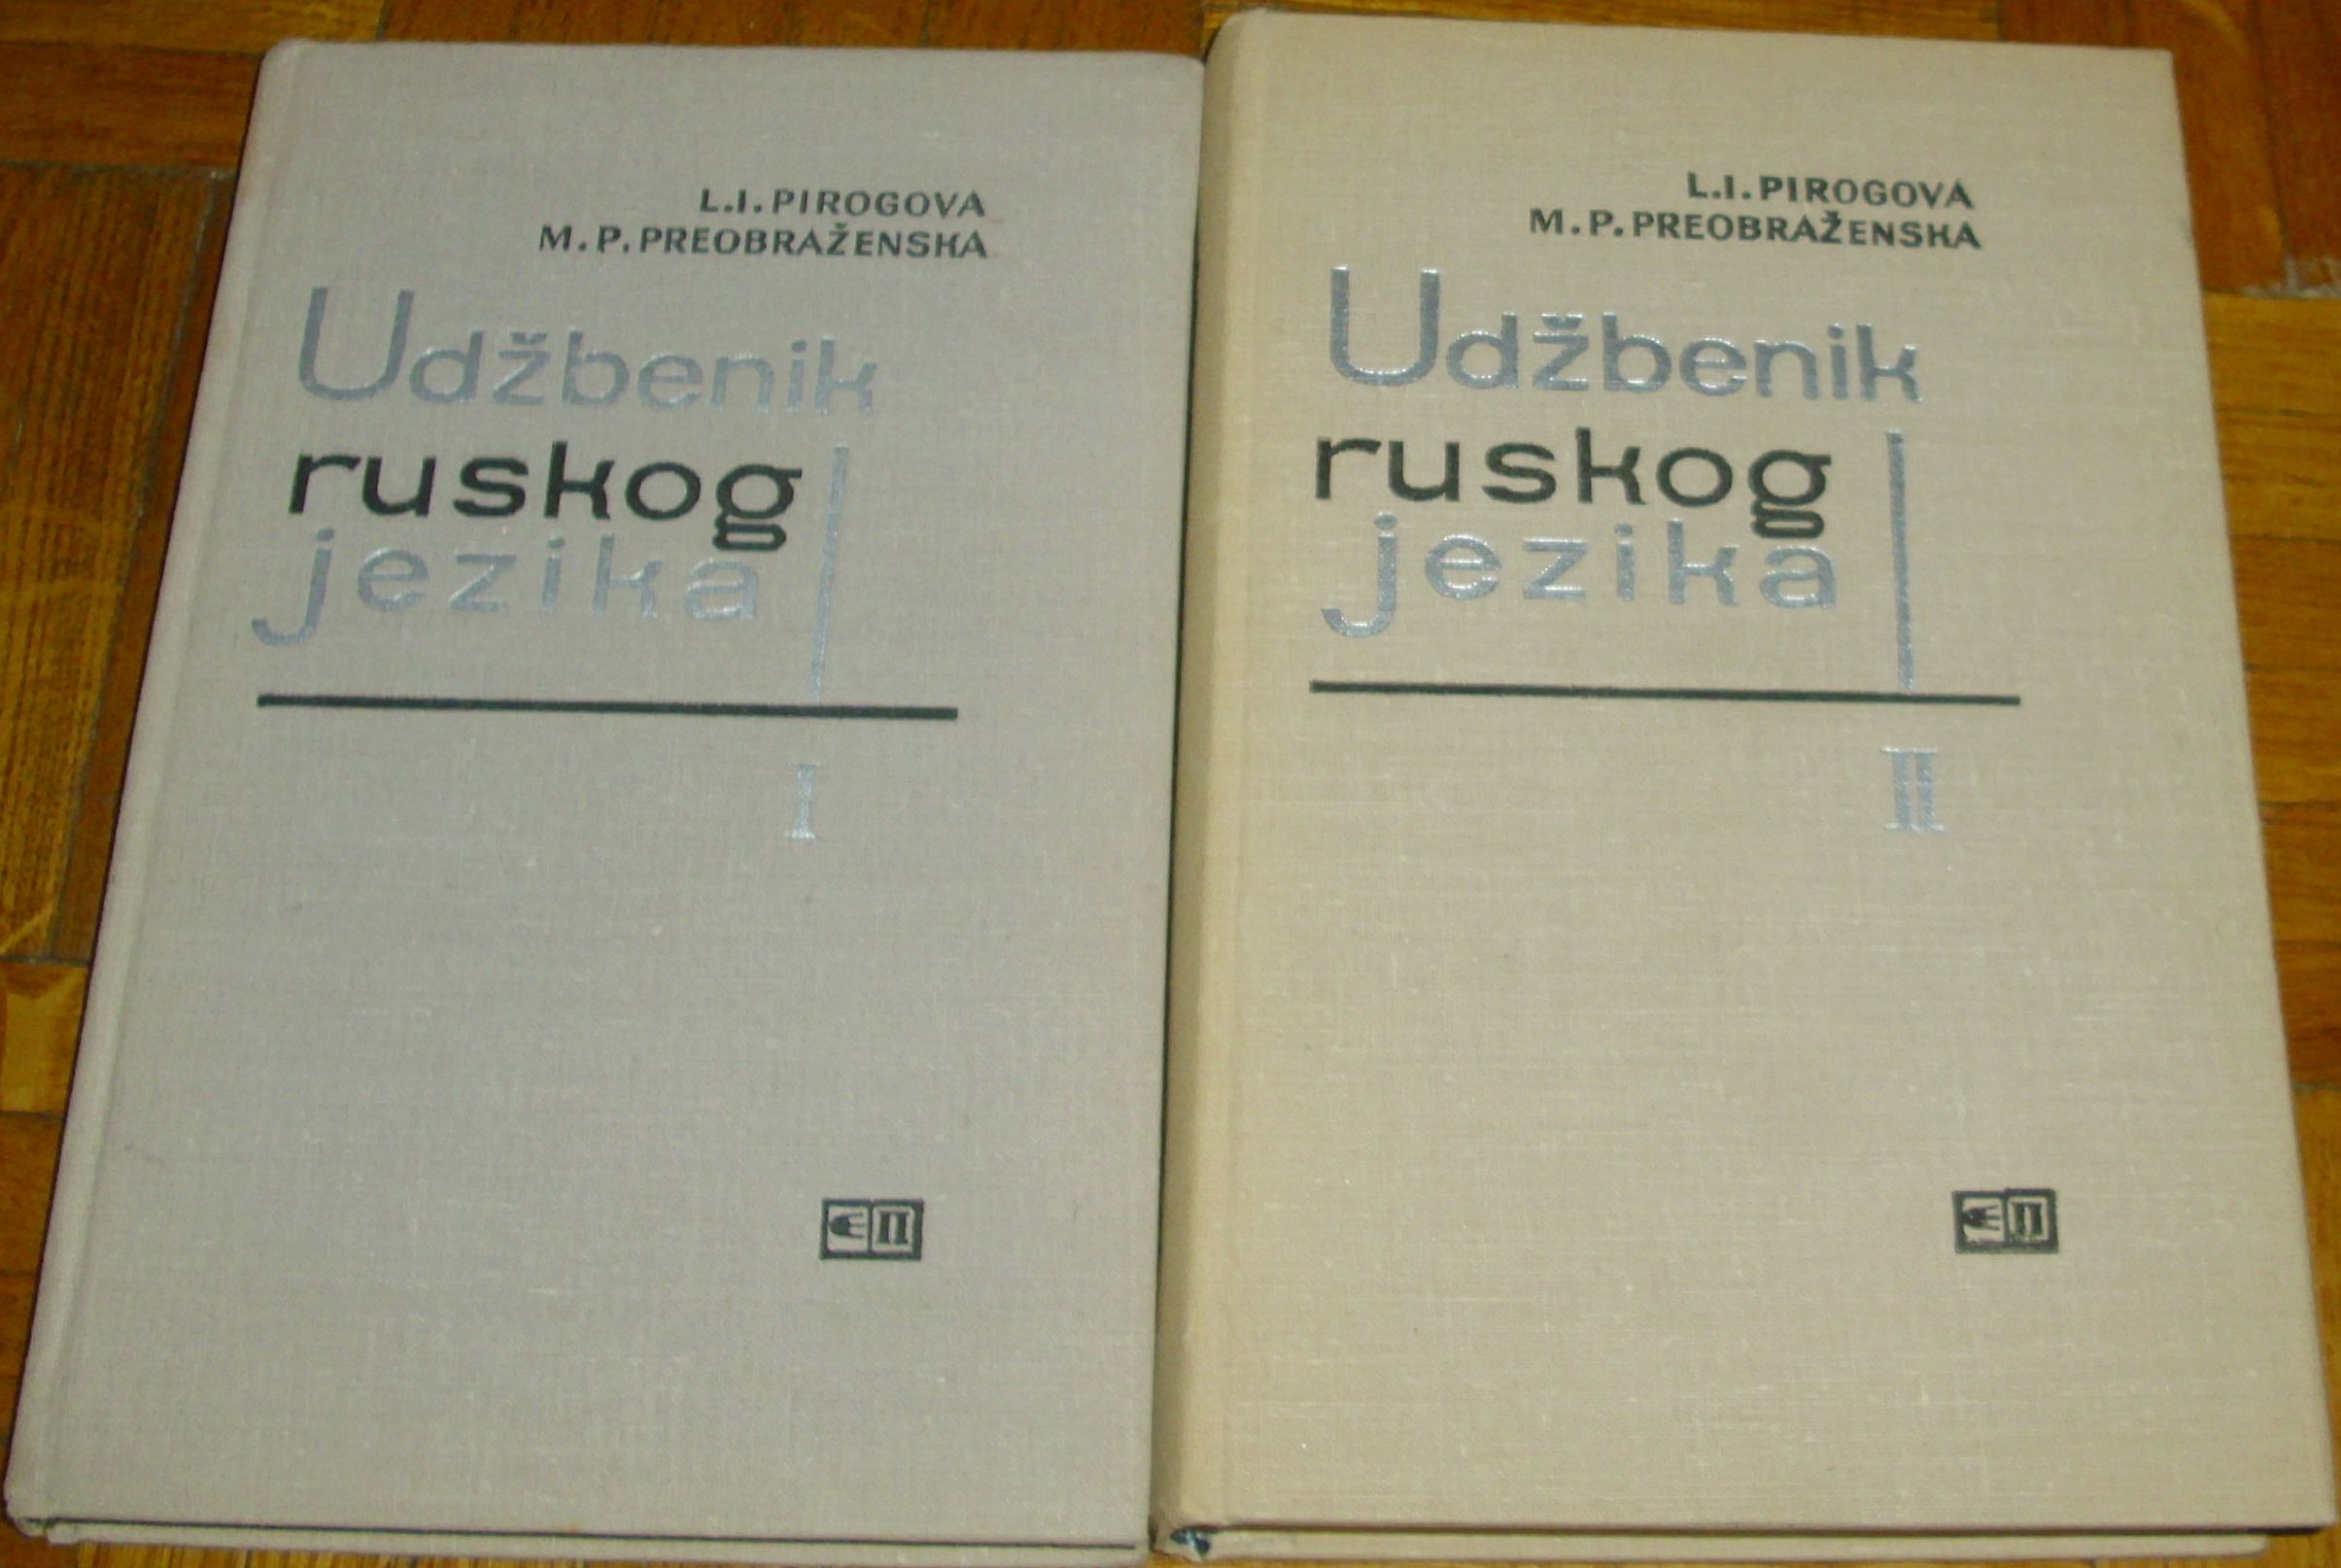 L.I. PIROGOVA
M.P. PREOBRAŽENSKA
Udžbenik
ruskog
jezika
I
L.I. PIROGOVA
M.P. PREOBRAŽENSKA
Udžbenik
ruskog
jezika
II